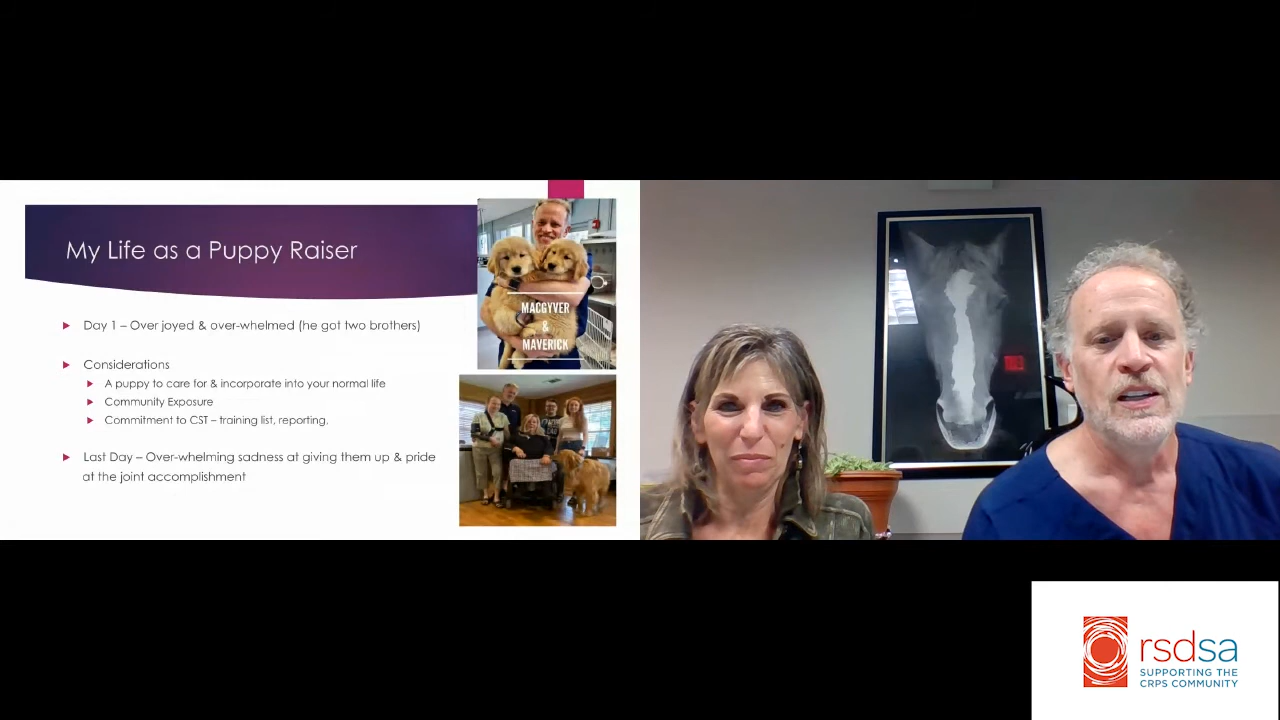 My Life as a Puppy Raiser
Day 1 – Over joyed & over-whelmed (he got two brothers)
Considerations
A puppy to care for & incorporate into your normal life
Community Exposure
Commitment to CST – training list, reporting.
Last Day – Over-whelming sadness at giving them up & pride
at the joint accomplishment
MACGYVER
&
MAVERICK
rsdsa
SUPPORTING THE
CRPS COMMUNITY